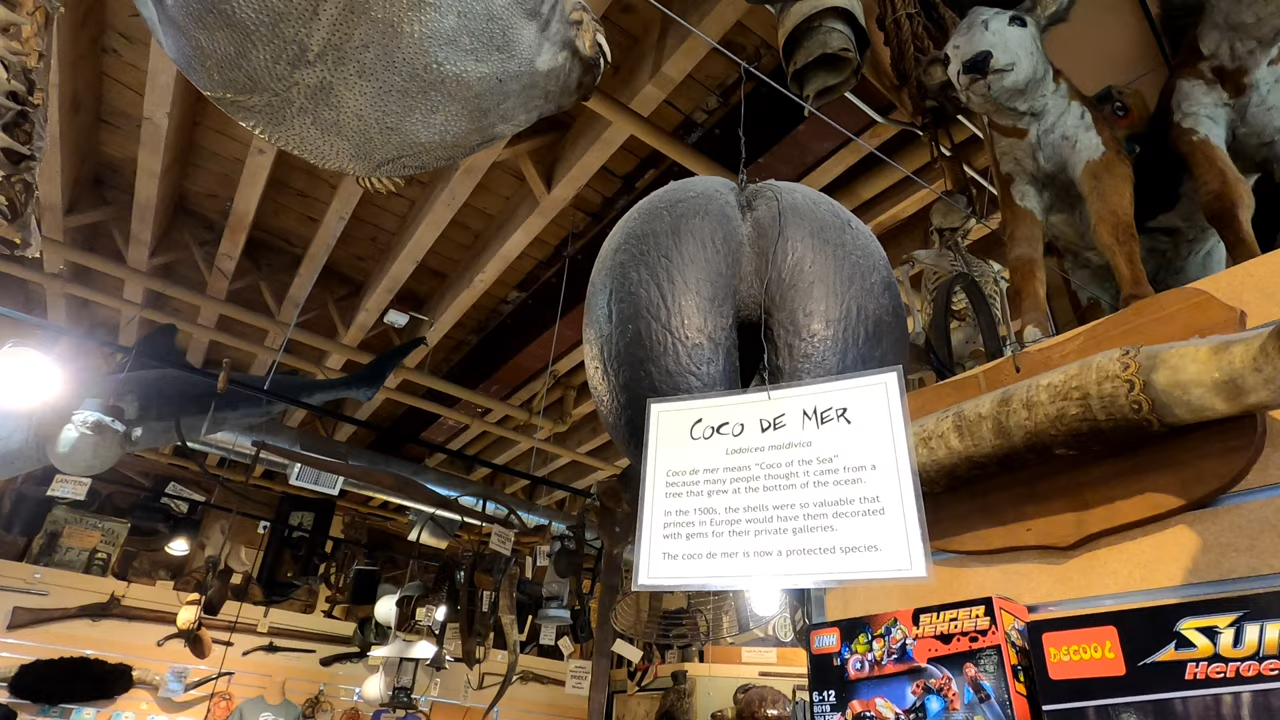 COCO DE MER
Lodoicea maldivica
Coco de mer means "Coco of the Sea"
because many people thought it came from a
tree that grew at the bottom of the ocean.
In the 1500s, the shells were so valuable that
princes in Europe would have them decorated
with gems for their private galleries.
The coco de mer is now a protected species.
LANTERN
XINH
SUPER
HEROES
6-12
8019
DECOOL
SU
Heroe